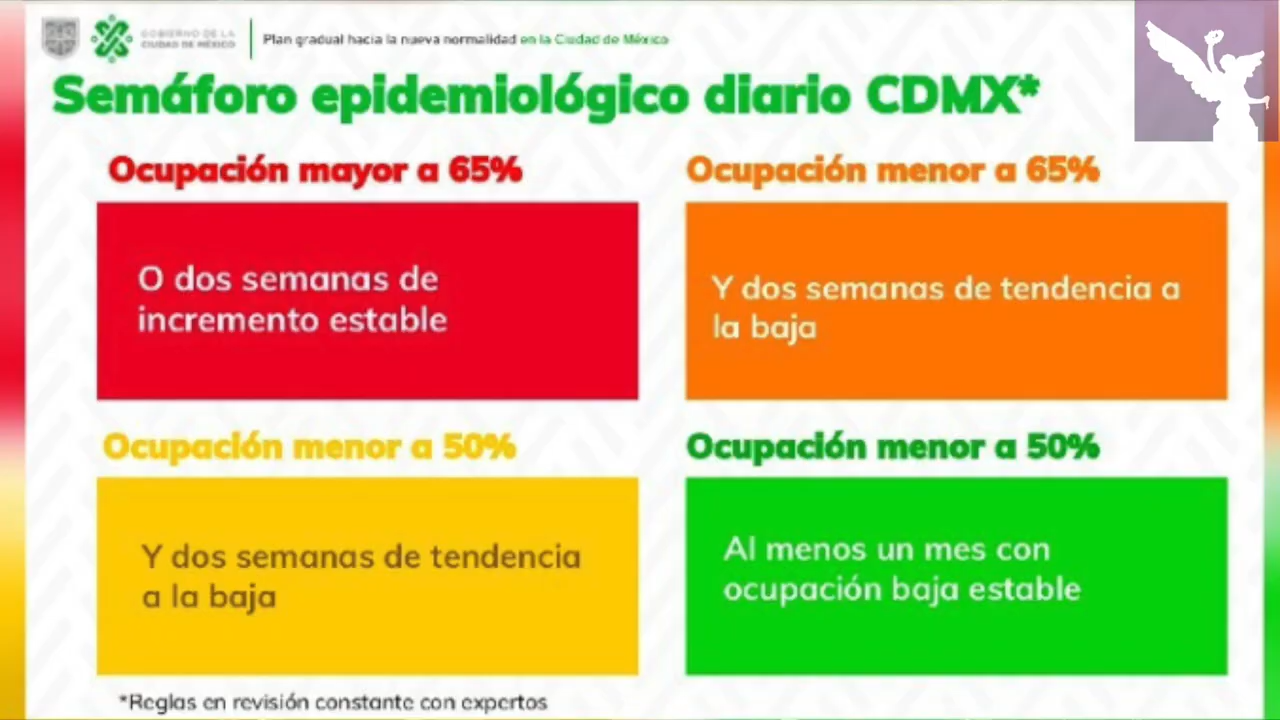 GOBIERNO DE LA
CIUDAD DE MÉXICO
Plan gradual hacia la nueva normalidad en la Ciudad de México
Semáforo epidemiológico diario CDMX*
Ocupación mayor a 65%
O dos semanas de
incremento estable
Ocupación menor a 65%
Y dos semanas de tendencia a
la baja
Ocupación menor a 50%
Y dos semanas de tendencia
a la baja
Ocupación menor a 50%
Al menos un mes con
ocupación baja estable
*Reglas en revisión constante con expertos